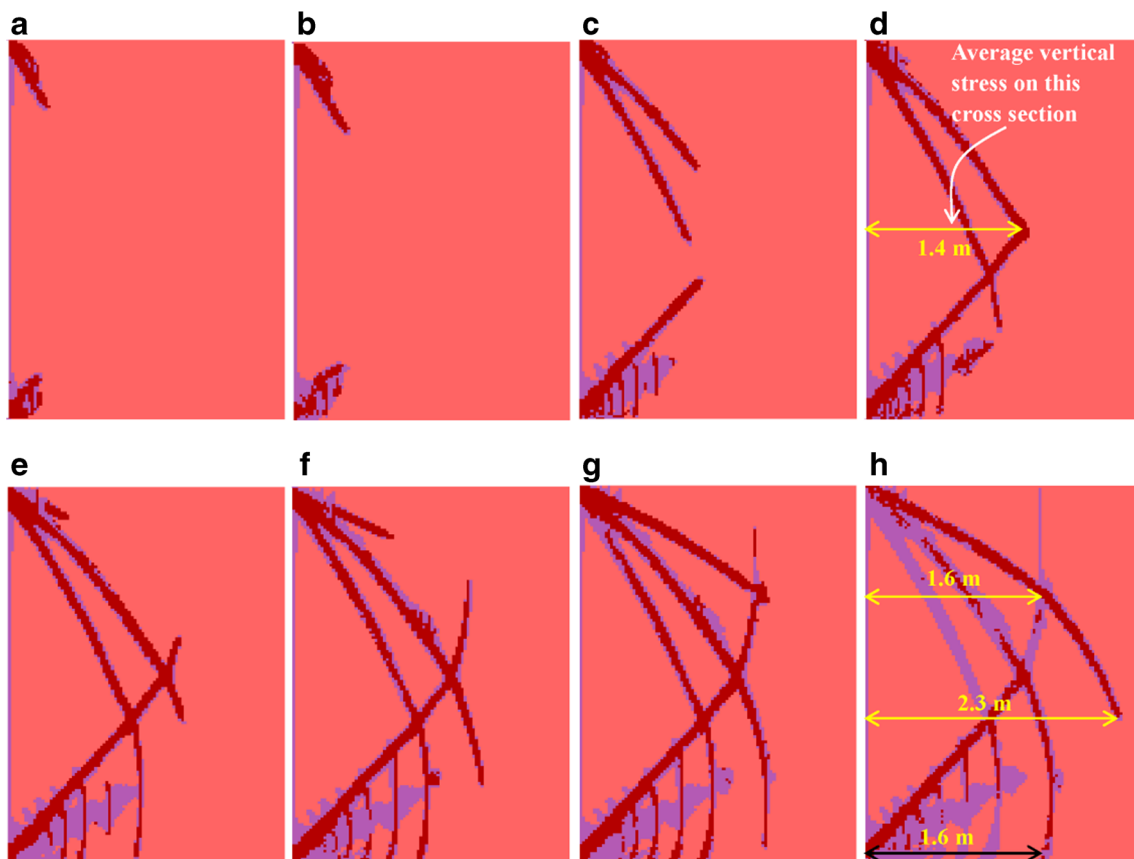 a
b
c
d
Average vertical
stress on this
cross section
1.4 m
e
f
g
h
1.6 m
2.3 m
1.6 m